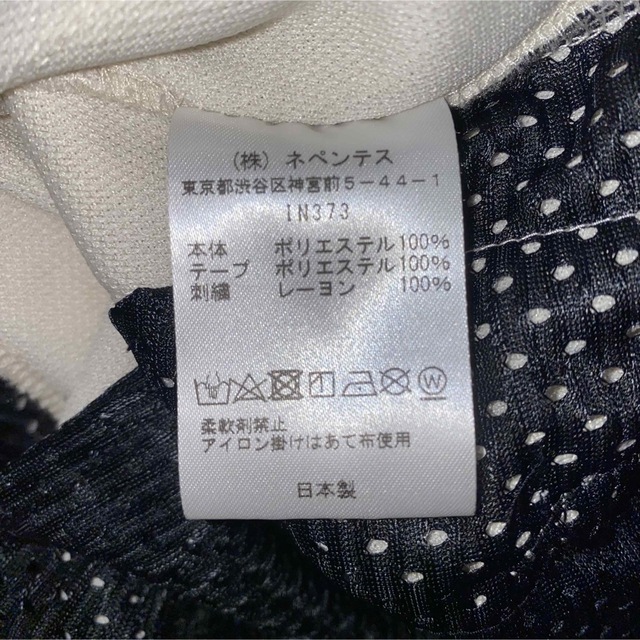 (株) ネペンテス
東京都渋谷区神宮前5-44-1
IN373
本体 ポリエステル100%
テープ ポリエステル100%
刺繍 レーヨン 100%
W
柔軟剤禁止
アイロン掛けはあて布使用
日本製